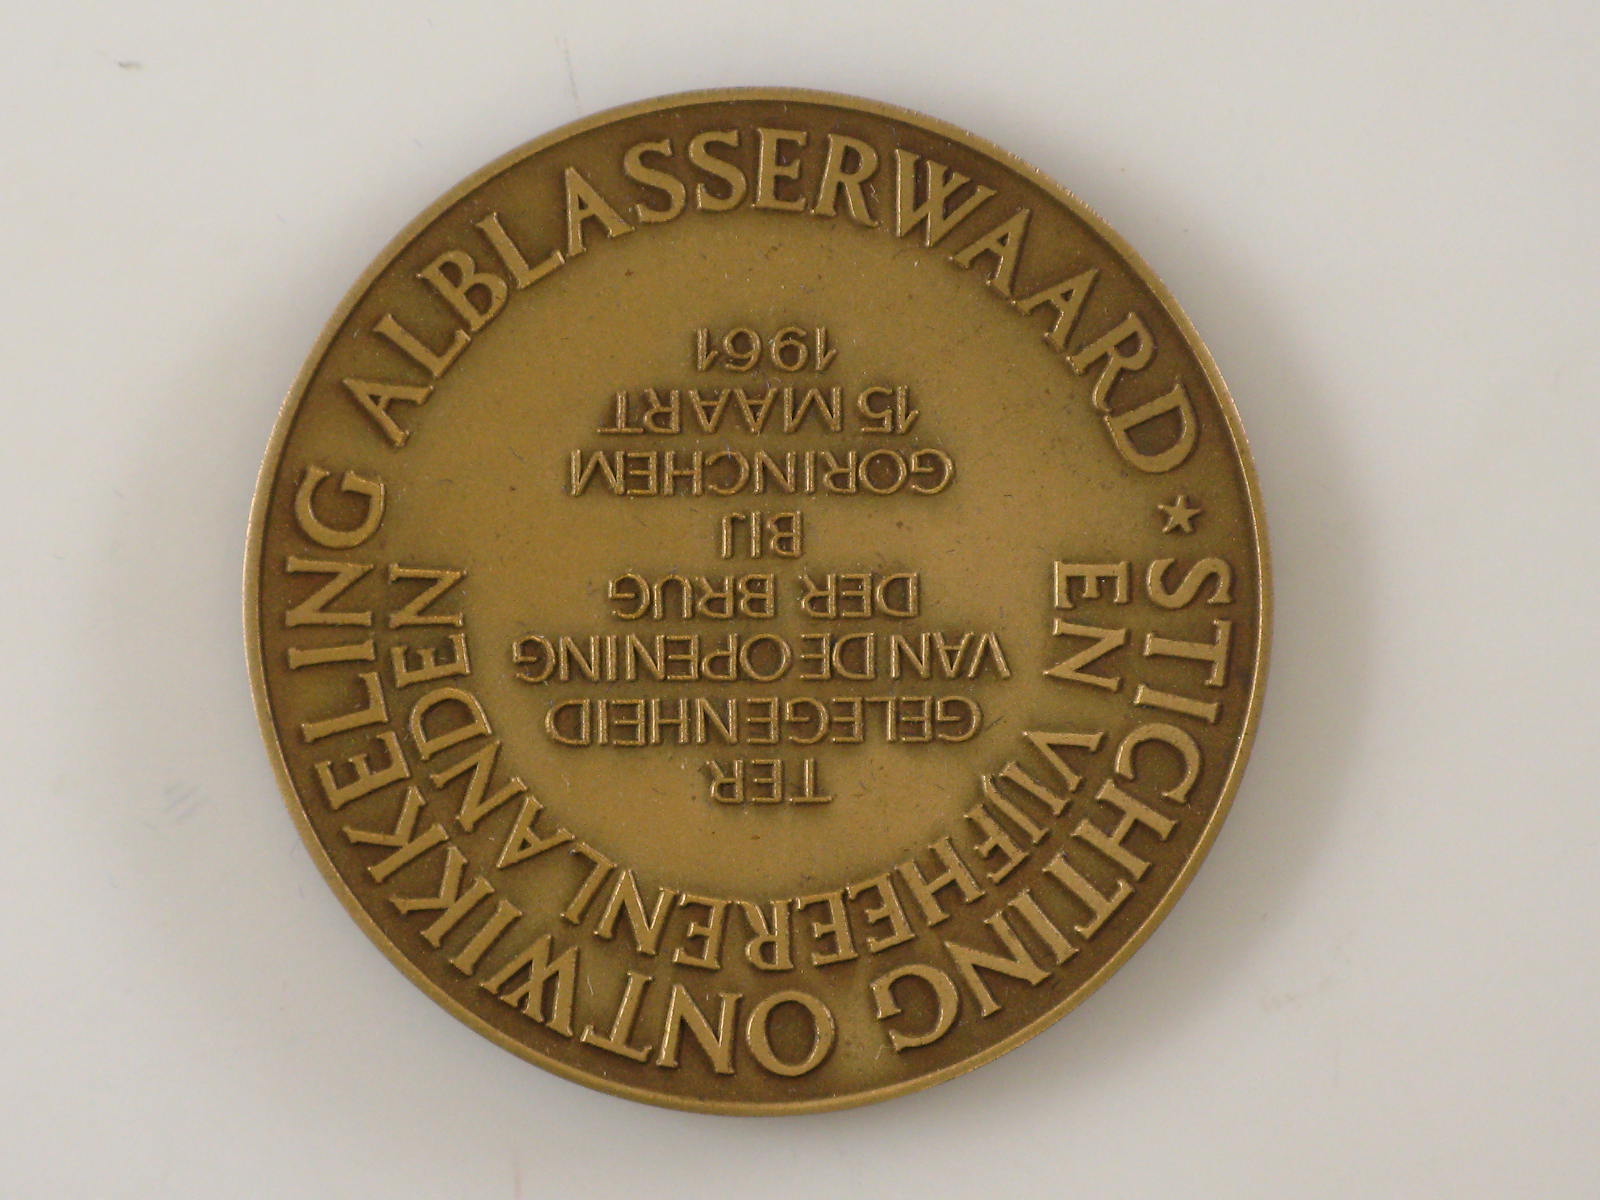 STICHTING ONTWIKKELING ALBLASSERWAARD ★
EN VIJFHEERENLANDEN
TER
GELEGENHEID
VAN DE OPENING
DER BRUG
BIJ
GORINCHEM
15 MAART
1961